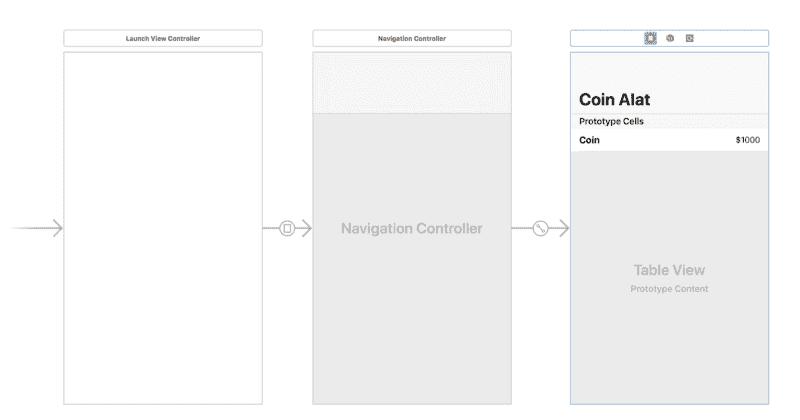 Launch View Controller
Navigation Controller
Coin Alat
Prototype Cells
Coin $1000
Navigation Controller
Table View
Prototype Content